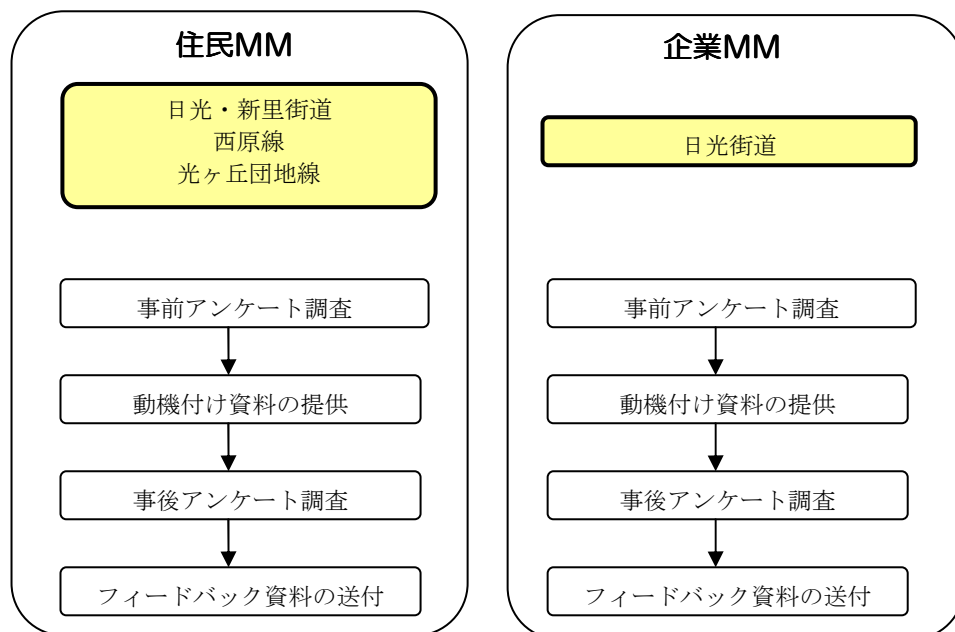 住民MM
日光・新里街道
西原線
光ヶ丘団地線
事前アンケート調査
動機付け資料の提供
事後アンケート調査
フィードバック資料の送付
企業MM
日光街道
事前アンケート調査
動機付け資料の提供
事後アンケート調査
フィードバック資料の送付